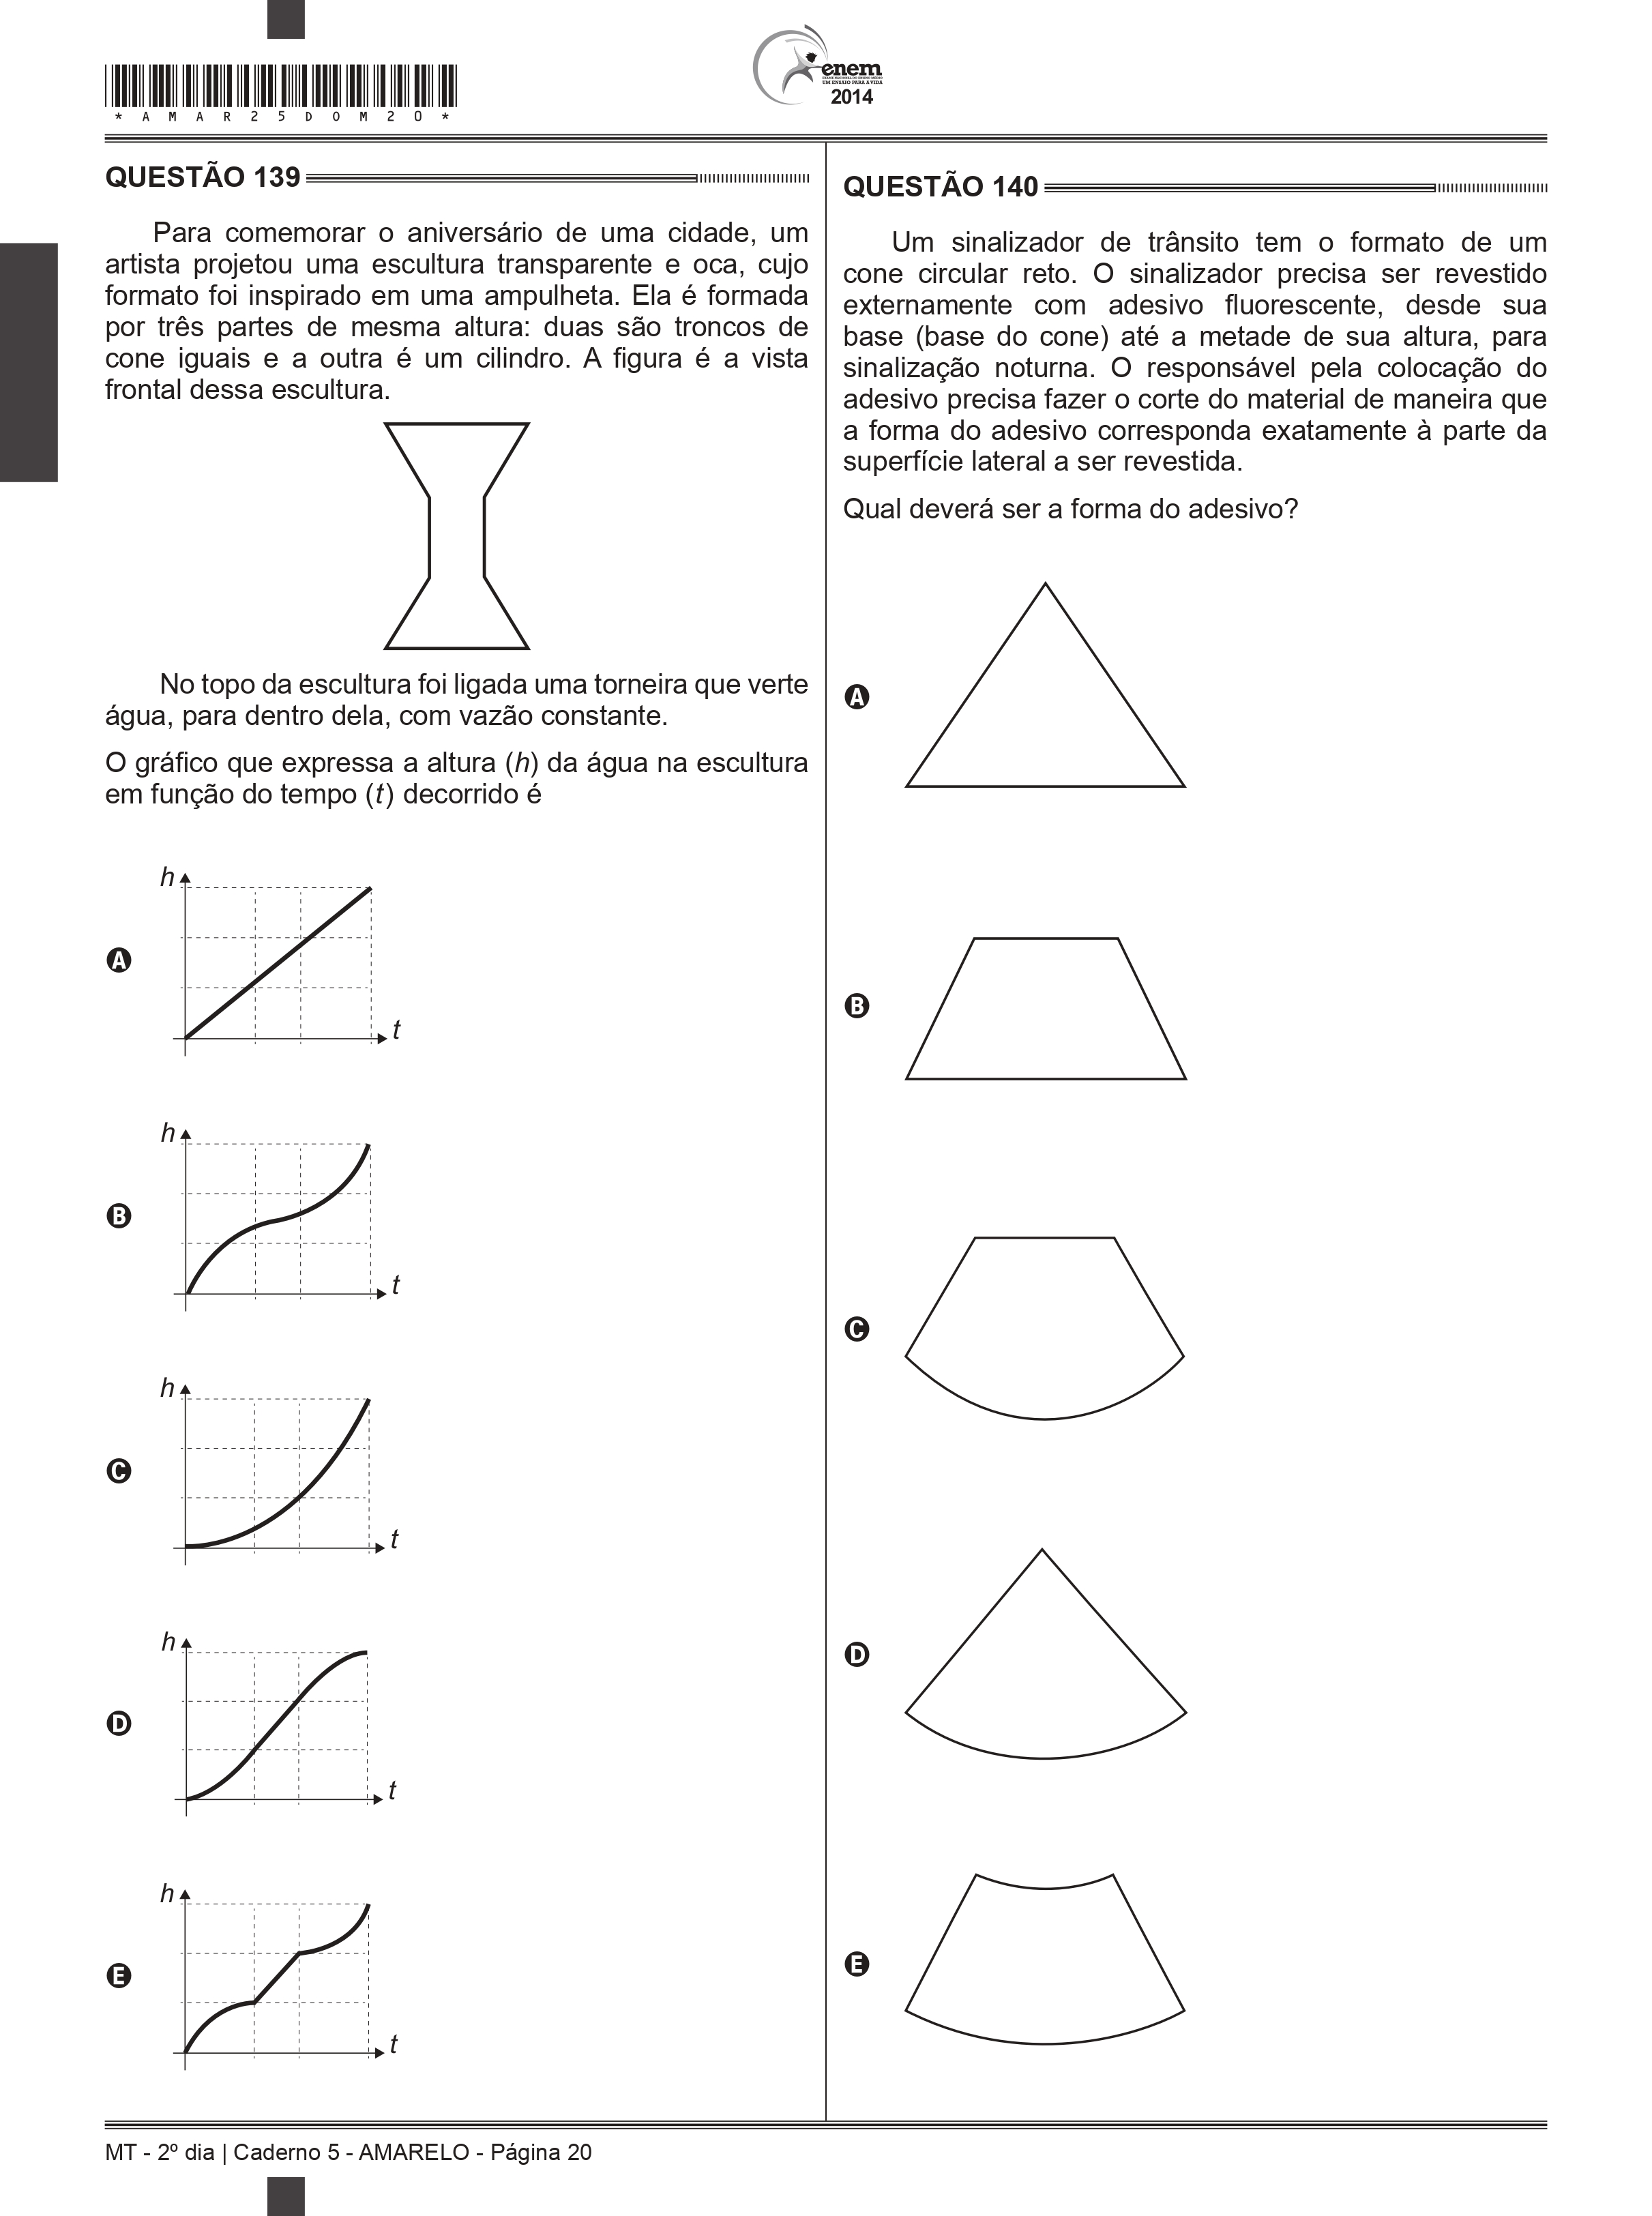 *AMAR25DOM20*
enem
EXAME NACIONAL DO ENSINO MÉDIO
UM ENSAIO PARA A VIDA
2014
QUESTÃO 139
Para comemorar o aniversário de uma cidade, um
artista projetou uma escultura transparente e oca, cujo
formato foi inspirado em uma ampulheta. Ela é formada
por três partes de mesma altura: duas são troncos de
cone iguais e a outra é um cilindro. A figura é a vista
frontal dessa escultura.
No topo da escultura foi ligada uma torneira que verte
água, para dentro dela, com vazão constante.
O gráfico que expressa a altura (h) da água na escultura
em função do tempo (t) decorrido é
A
h
t
B
h
t
C
h
t
D
h
t
E
h
t
QUESTÃO 140
Um sinalizador de trânsito tem o formato de um
cone circular reto. O sinalizador precisa ser revestido
externamente com adesivo fluorescente, desde sua
base (base do cone) até a metade de sua altura, para
sinalização noturna. O responsável pela colocação do
adesivo precisa fazer o corte do material de maneira que
a forma do adesivo corresponda exatamente à parte da
superfície lateral a ser revestida.
Qual deverá ser a forma do adesivo?
A
B
C
D
E
MT - 2º dia | Caderno 5 - AMARELO - Página 20